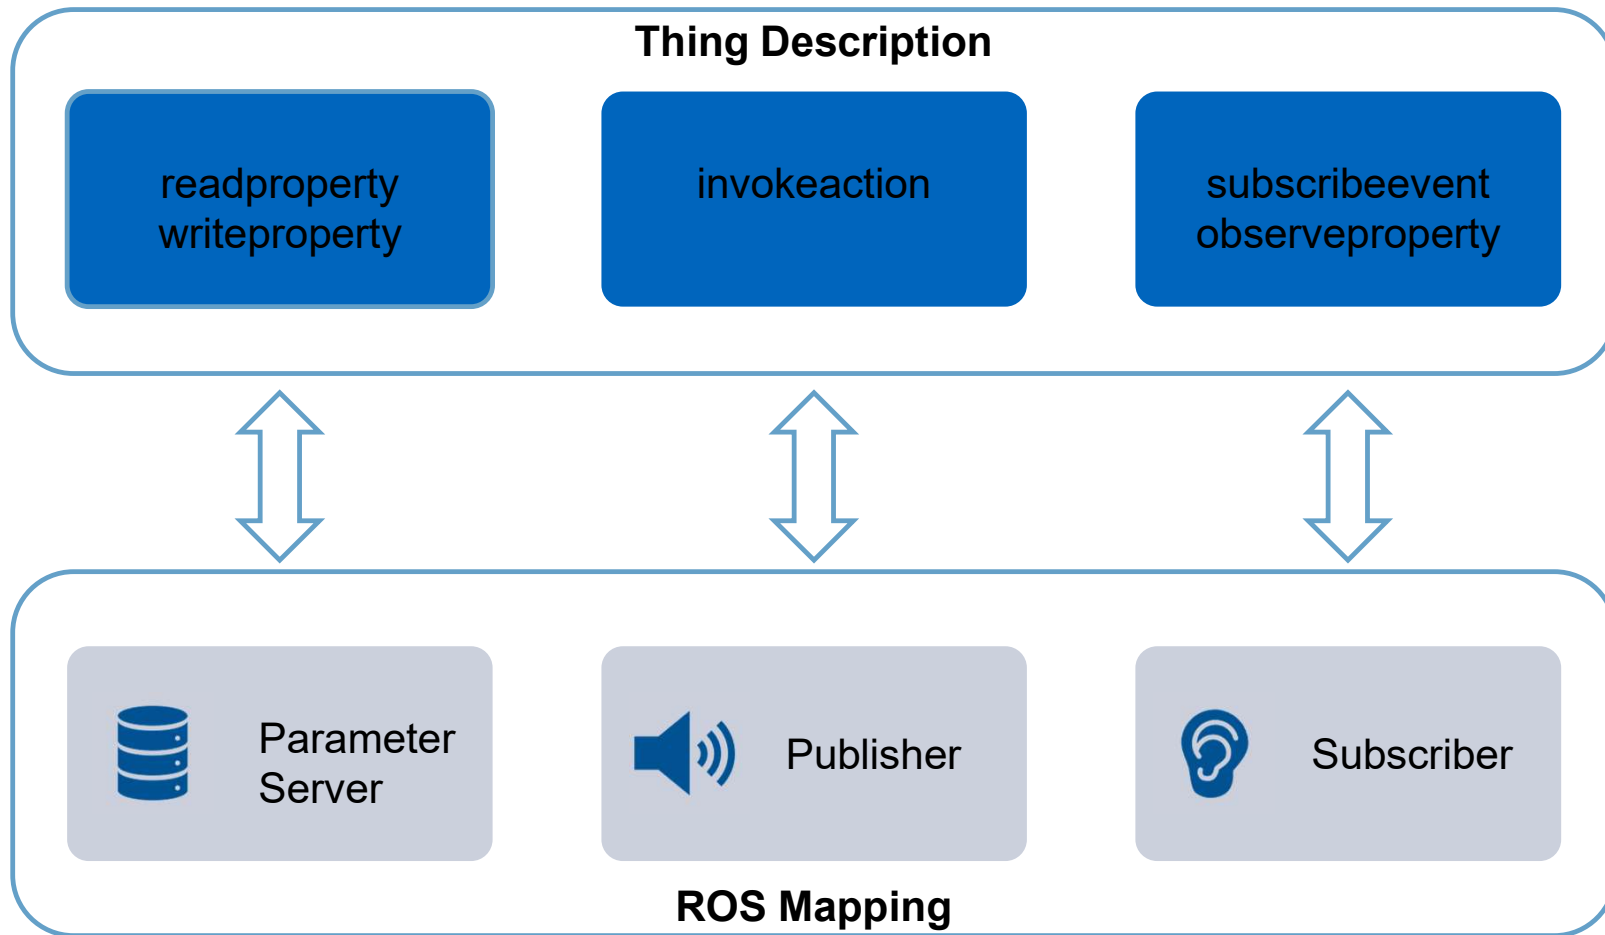 Thing Description
readproperty
writeproperty
invokeaction
subscribeevent
observeproperty
Parameter
Server
Publisher
Subscriber
ROS Mapping